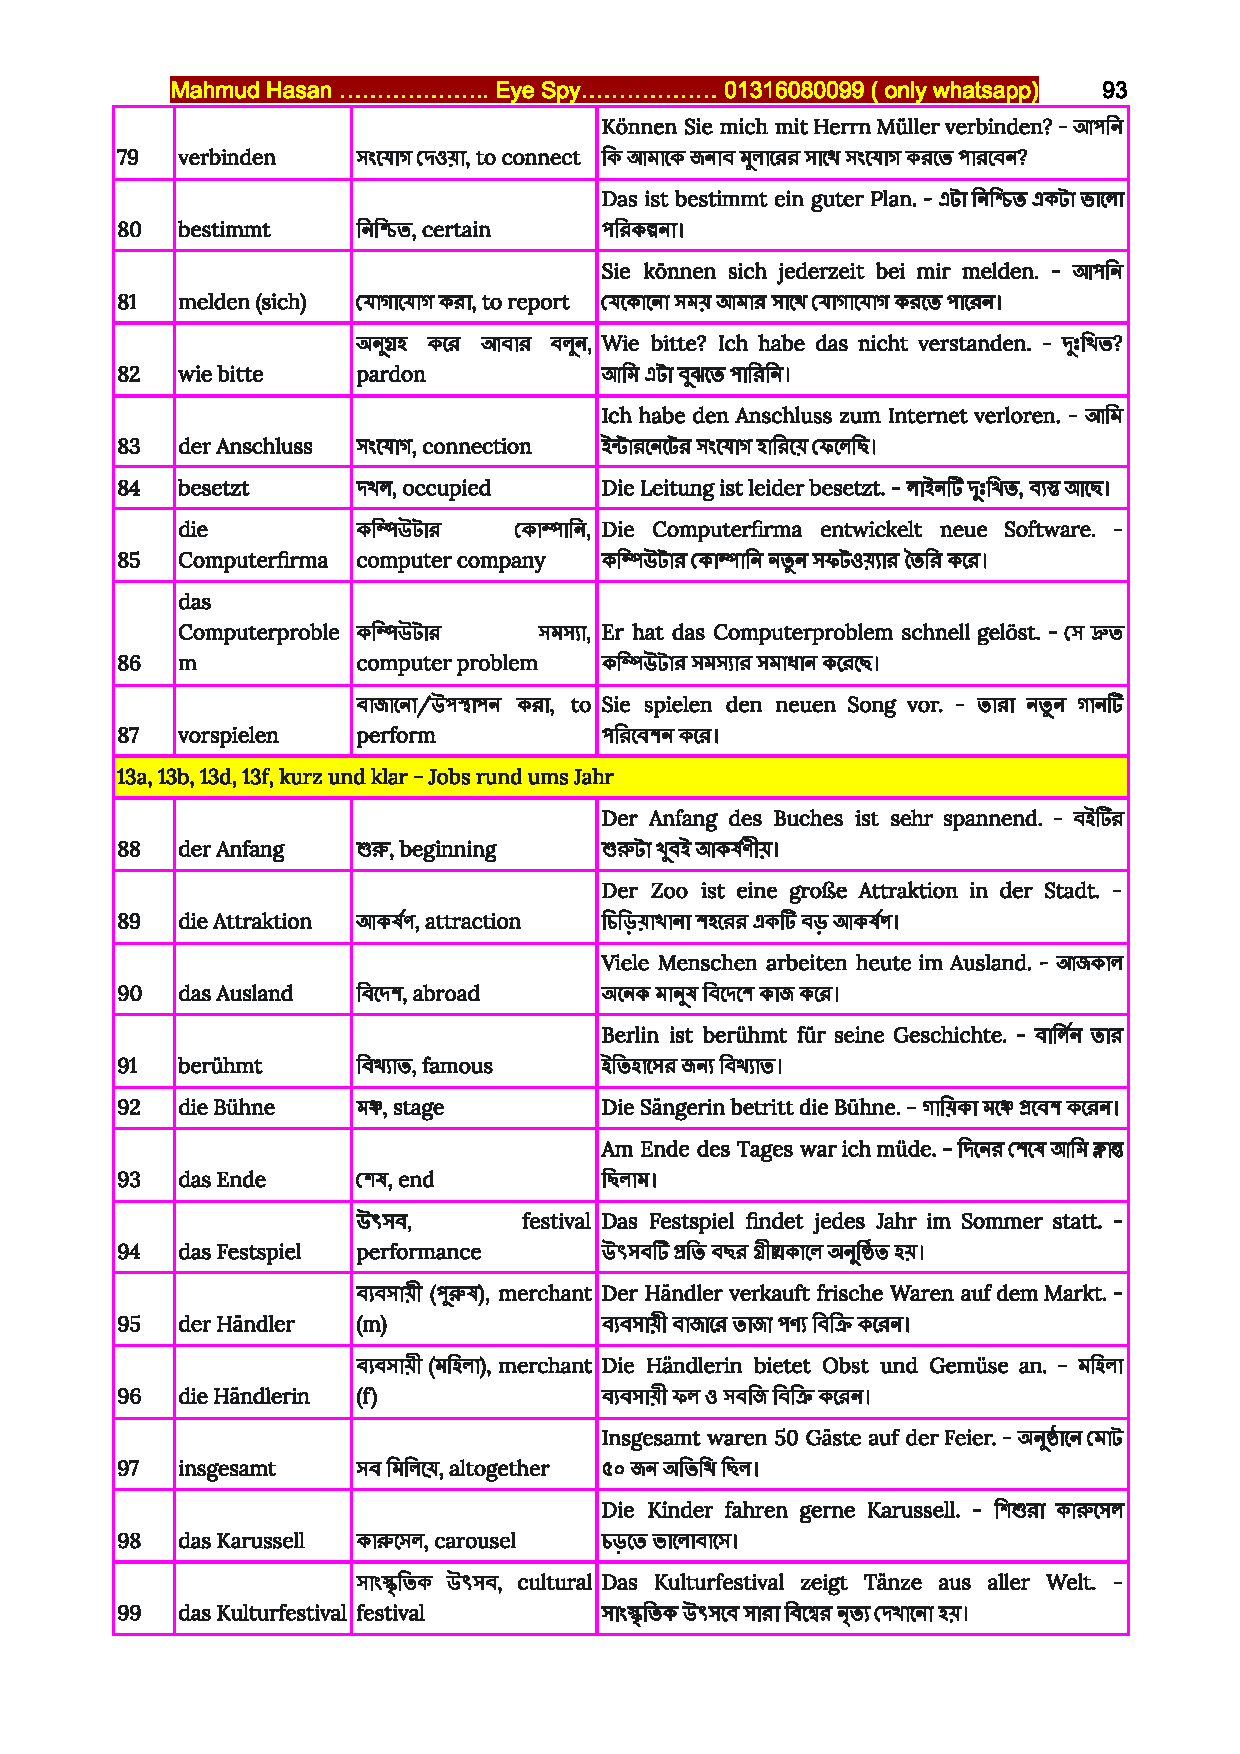 Mahmud Hasan ……………….. Eye Spy……………… 01316080099 ( only whatsapp) 93
Können Sie mich mit Herrn Müller verbinden? - আপনি
79 verbinden সংযোগ দেওয়া, to connect কি আমাকে জনাব মুলারের সাথে সংযোগ করতে পারবেন?
Das ist bestimmt ein guter Plan. - এটা নিশ্চিত একটা ভালো
80 bestimmt নিশ্চিত, certain পরিকল্পনা।
Sie können sich jederzeit bei mir melden. - আপনি
81 melden (sich) যোগাযোগ করা, to report যেকোনো সময় আমার সাথে যোগাযোগ করতে পারেন।
অনুগ্রহ করে আবার বলুন, Wie bitte? Ich habe das nicht verstanden. - দুঃখিত?
82 wie bitte pardon আমি এটা বুঝতে পারিনি।
Ich habe den Anschluss zum Internet verloren. - আমি
83 der Anschluss সংযোগ, connection ইন্টারনেটের সংযোগ হারিয়ে ফেলেছি।
84 besetzt দখল, occupied Die Leitung ist leider besetzt. - লাইনটি দুঃখিত, ব্যস্ত আছে।
die কম্পিউটার কোম্পানি, Die Computerfirma entwickelt neue Software. -
85 Computerfirma computer company কম্পিউটার কোম্পানি নতুন সফটওয়্যার তৈরি করে।
das
Computerproble কম্পিউটার সমস্যা, Er hat das Computerproblem schnell gelöst. - সে দ্রুত
86 m computer problem কম্পিউটার সমস্যার সমাধান করেছে।
বাজানো/উপস্থাপন করা, to Sie spielen den neuen Song vor. - তারা নতুন গানটি
87 vorspielen perform পরিবেশন করে।
13a, 13b, 13d, 13f, kurz und klar - Jobs rund ums Jahr
Der Anfang des Buches ist sehr spannend. - বইটির
88 der Anfang শুরু, beginning শুরুটা খুবই আকর্ষণীয়।
Der Zoo ist eine große Attraktion in der Stadt. -
89 die Attraktion আকর্ষণ, attraction চিড়িয়াখানা শহরের একটি বড় আকর্ষণ।
Viele Menschen arbeiten heute im Ausland. - আজকাল
90 das Ausland বিদেশ, abroad অনেক মানুষ বিদেশে কাজ করে।
Berlin ist berühmt für seine Geschichte. - বার্লিন তার
91 berühmt বিখ্যাত, famous ইতিহাসের জন্য বিখ্যাত।
92 die Bühne মঞ্চ, stage Die Sängerin betritt die Bühne. - গায়িকা মঞ্চে প্রবেশ করেন।
Am Ende des Tages war ich müde. - দিনের শেষে আমি ক্লান্ত
93 das Ende শেষ, end ছিলাম।
উৎসব, festival Das Festspiel findet jedes Jahr im Sommer statt. -
94 das Festspiel performance উৎসবটি প্রতি বছর গ্রীষ্মকালে অনুষ্ঠিত হয়।
ব্যবসায়ী (পুরুষ), merchant Der Händler verkauft frische Waren auf dem Markt. -
95 der Händler (m) ব্যবসায়ী বাজারে তাজা পণ্য বিক্রি করেন।
ব্যবসায়ী (মহিলা), merchant Die Händlerin bietet Obst und Gemüse an. - মহিলা
96 die Händlerin (f) ব্যবসায়ী ফল ও সবজি বিক্রি করেন।
Insgesamt waren 50 Gäste auf der Feier. - অনুষ্ঠানে মোট
97 insgesamt সব মিলিয়ে, altogether ৫০ জন অতিথি ছিল।
Die Kinder fahren gerne Karussell. - শিশুরা কারুসেল
98 das Karussell কারুসেল, carousel চড়তে ভালোবাসে।
সাংস্কৃতিক উৎসব, cultural Das Kulturfestival zeigt Tänze aus aller Welt. -
99 das Kulturfestival festival সাংস্কৃতিক উৎসবে সারা বিশ্বের নৃত্য দেখানো হয়।